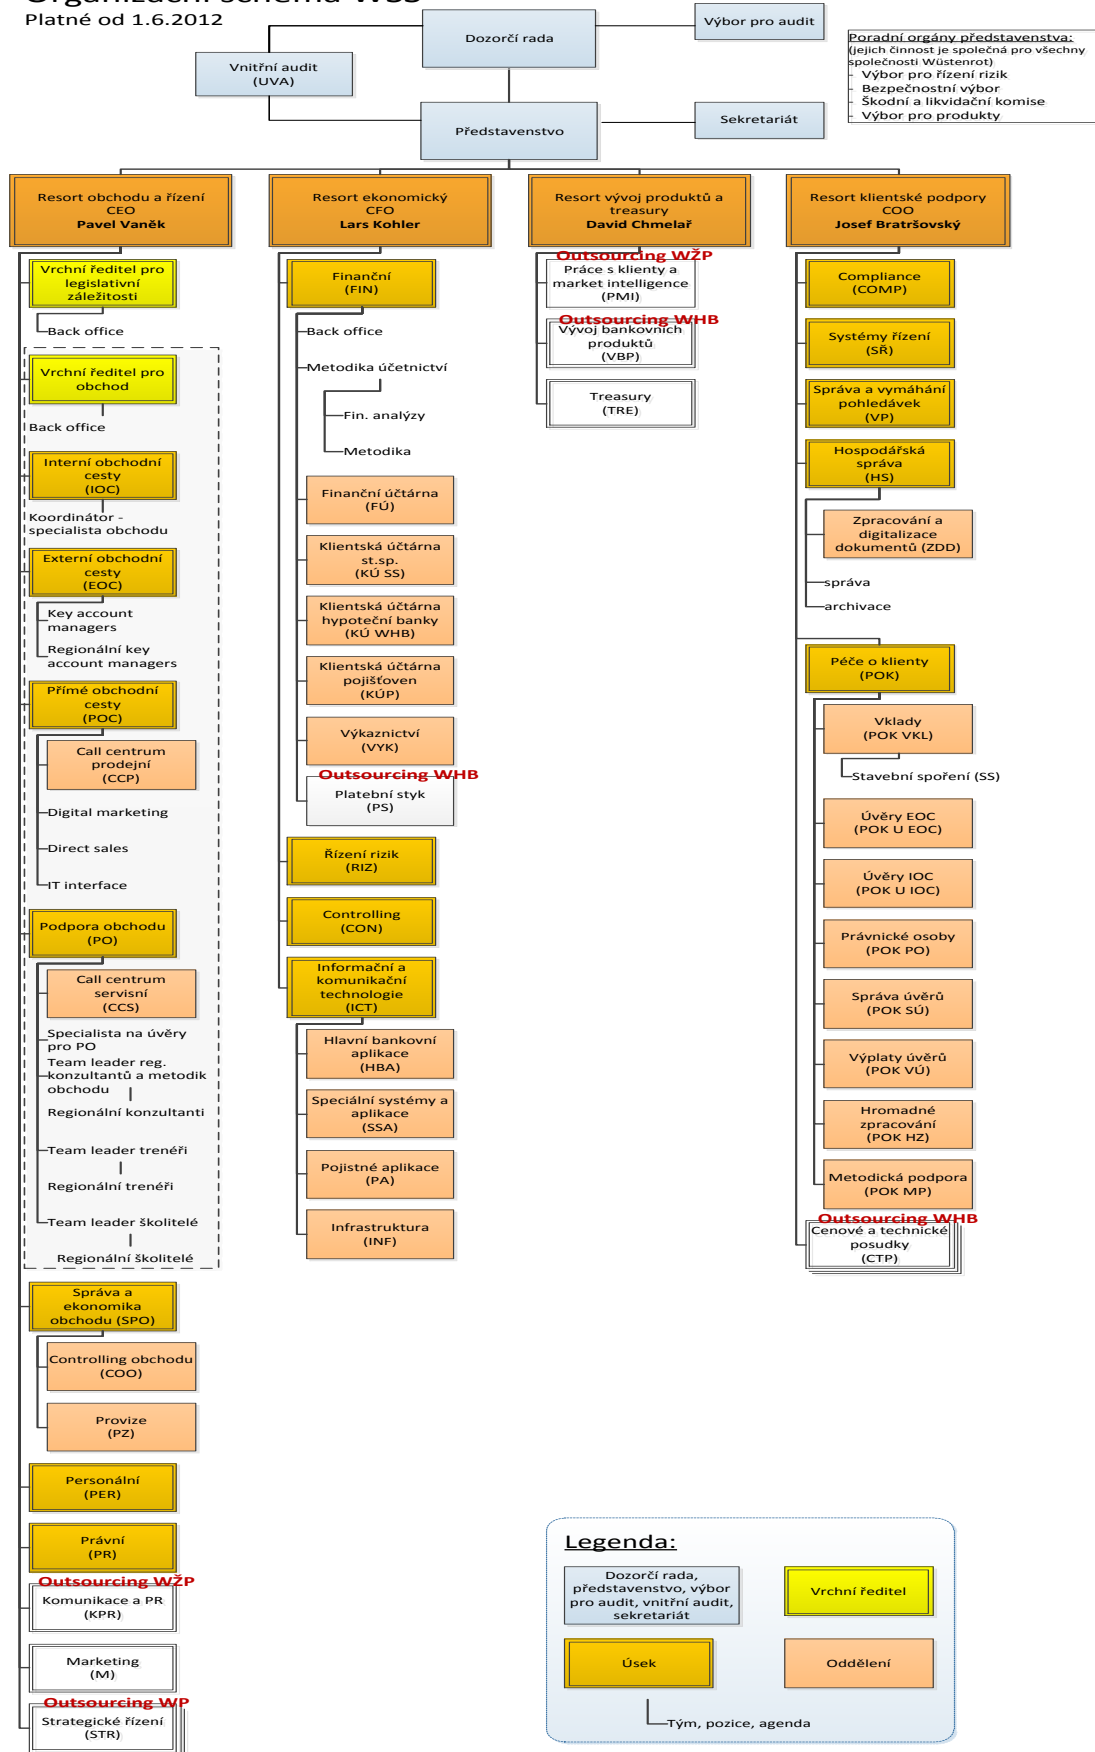 Organizační schéma WSS
Platné od 1.6.2012
Dozorčí rada
Výbor pro audit
Vnitřní audit
(UVA)
Představenstvo
Sekretariát
Poradní orgány představenstva:
(jejich činnost je společná pro všechny
společnosti Wüstenrot)
- Výbor pro řízení rizik
- Bezpečnostní výbor
- Škodní a likvidační komise
- Výbor pro produkty
Resort obchodu a řízení
CEO
Pavel Vaněk
Vrchní ředitel pro
legislativní
záležitosti
Back office
Vrchní ředitel pro
obchod
Back office
Interní obchodní
cesty
(IOC)
Koordinátor -
specialista obchodu
Externí obchodní
cesty
(EOC)
Key account
managers
Regionální key
account managers
Přímé obchodní
cesty
(POC)
Call centrum
prodejní
(CCP)
Digital marketing
Direct sales
IT interface
Podpora obchodu
(PO)
Call centrum
servisní
(CCS)
Specialista na úvěry
pro PO
Team leader reg.
konzultantů a metodik
obchodu
Regionální konzultanti
Team leader trenéři
Regionální trenéři
Team leader školitelé
Regionální školitelé
Správa a
ekonomika
obchodu (SPO)
Controlling obchodu
(COO)
Provize
(PZ)
Personální
(PER)
Právní
(PR)
Outsourcing WŽP
Komunikace a PR
(KPR)
Marketing
(M)
Outsourcing WP
Strategické řízení
(STR)
Resort ekonomický
CFO
Lars Kohler
Finanční
(FIN)
Back office
Metodika účetnictví
Fin. analýzy
Metodika
Finanční účtárna
(FÚ)
Klientská účtárna
st.sp.
(KÚ SS)
Klientská účtárna
hypoteční banky
(KÚ WHB)
Klientská účtárna
pojišťoven
(KÚP)
Výkaznictví
(VYK)
Outsourcing WHB
Platební styk
(PS)
Řízení rizik
(RIZ)
Controlling
(CON)
Informační a
komunikační
technologie
(ICT)
Hlavní bankovní
aplikace
(HBA)
Speciální systémy a
aplikace
(SSA)
Pojistné aplikace
(PA)
Infrastruktura
(INF)
Resort vývoj produktů a
treasury
David Chmelař
Outsourcing WŽP
Práce s klienty a
market intelligence
(PMI)
Outsourcing WHB
Vývoj bankovních
produktů
(VBP)
Treasury
(TRE)
Resort klientské podpory
COO
Josef Bratršovský
Compliance
(COMP)
Systémy řízení
(SŘ)
Správa a vymáhání
pohledávek
(VP)
Hospodářská
správa
(HS)
Zpracování a
digitalizace
dokumentů (ZDD)
správa
archivace
Péče o klienty
(POK)
Vklady
(POK VKL)
Stavební spoření (SS)
Úvěry EOC
(POK U EOC)
Úvěry IOC
(POK U IOC)
Právnické osoby
(POK PO)
Správa úvěrů
(POK SÚ)
Výplaty úvěrů
(POK VÚ)
Hromadné
zpracování
(POK HZ)
Metodická podpora
(POK MP)
Outsourcing WHB
Cenové a technické
posudky
(CTP)
Legenda:
Dozorčí rada,
představenstvo, výbor
pro audit, vnitřní audit,
sekretariát
Vrchní ředitel
Úsek
Oddělení
Tým, pozice, agenda